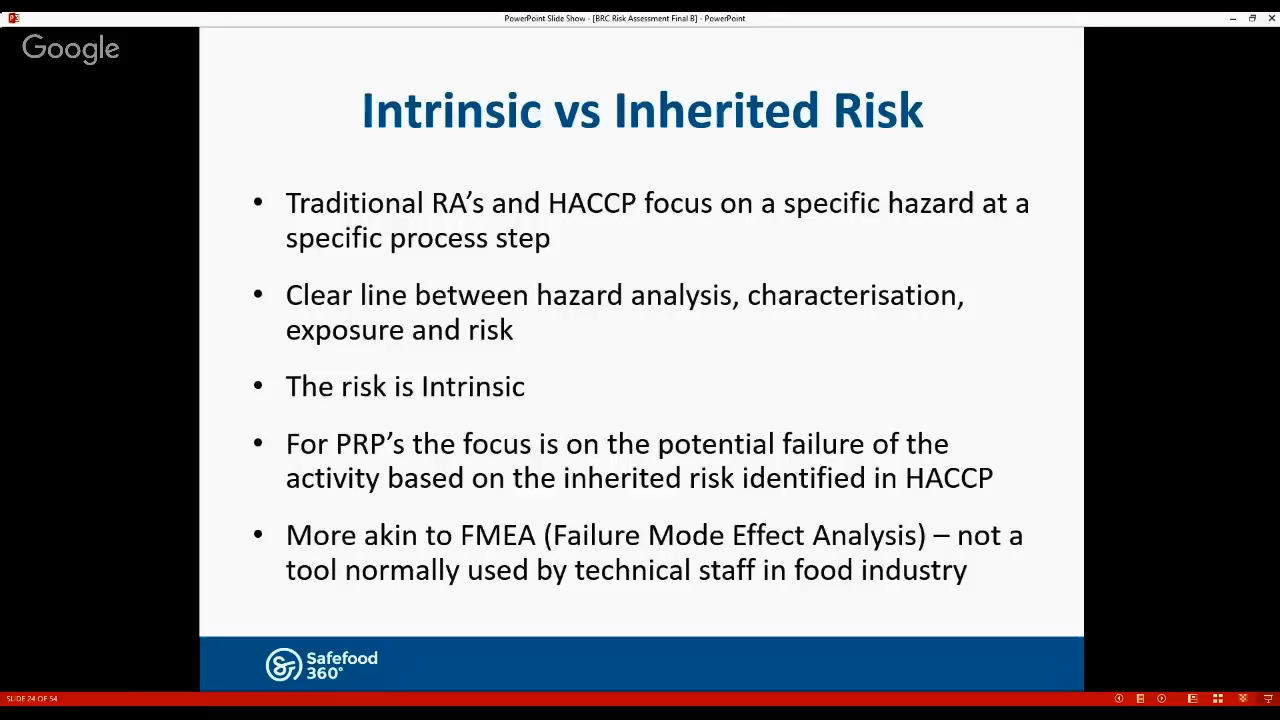 PowerPoint Slide Show - [BRC Risk Assessment Final B] - PowerPoint
Google
Intrinsic vs Inherited Risk
• Traditional RA's and HACCP focus on a specific hazard at a
specific process step
• Clear line between hazard analysis, characterisation,
exposure and risk
• The risk is Intrinsic
• For PRP's the focus is on the potential failure of the
activity based on the inherited risk identified in HACCP
• More akin to FMEA (Failure Mode Effect Analysis) – not a
tool normally used by technical staff in food industry
Safefood
360°
SLIDE 24 OF 54